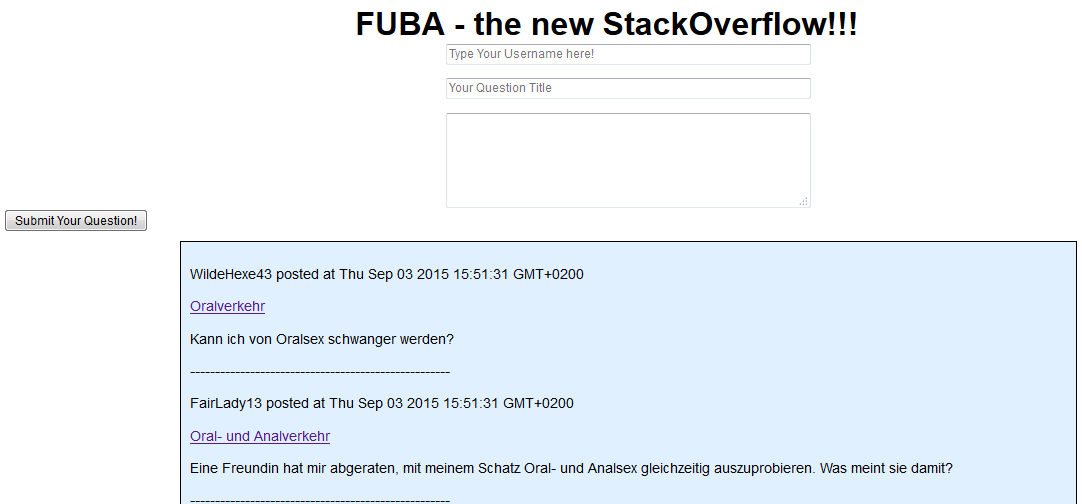 FUBA - the new StackOverflow!!!
Type Your Username here!
Your Question Title
Submit Your Question!
WildeHexe43 posted at Thu Sep 03 2015 15:51:31 GMT+0200
Oralverkehr
Kann ich von Oralsex schwanger werden?
----------------------------------------------------
FairLady13 posted at Thu Sep 03 2015 15:51:31 GMT+0200
Oral- und Analverkehr
Eine Freundin hat mir abgeraten, mit meinem Schatz Oral- und Analsex gleichzeitig auszuprobieren. Was meint sie damit?
----------------------------------------------------